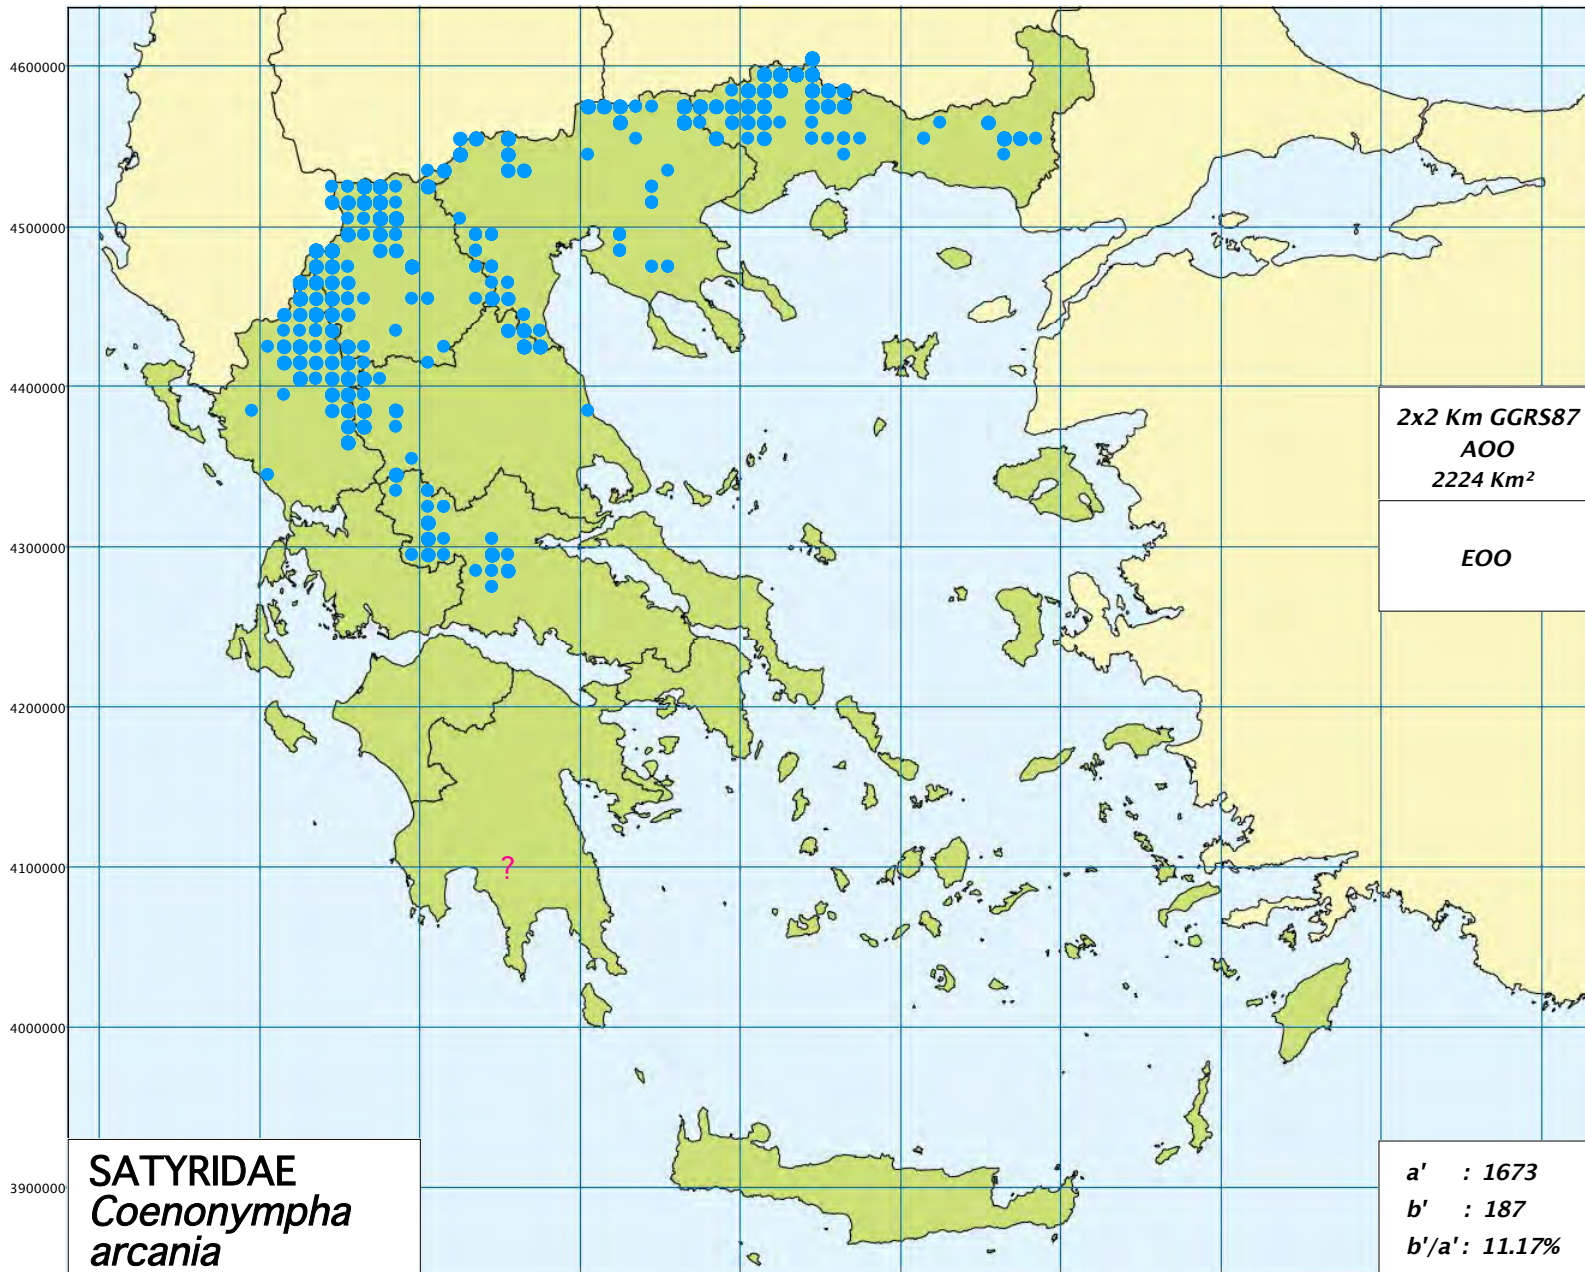 4600000
4500000
4400000
4300000
4200000
4100000
4000000
3900000
2x2 Km GGRS87
AOO
2224 Km²
EOO
?
SATYRIDAE
Coenonympha
arcania
a' : 1673
b' : 187
b'/a' : 11.17%